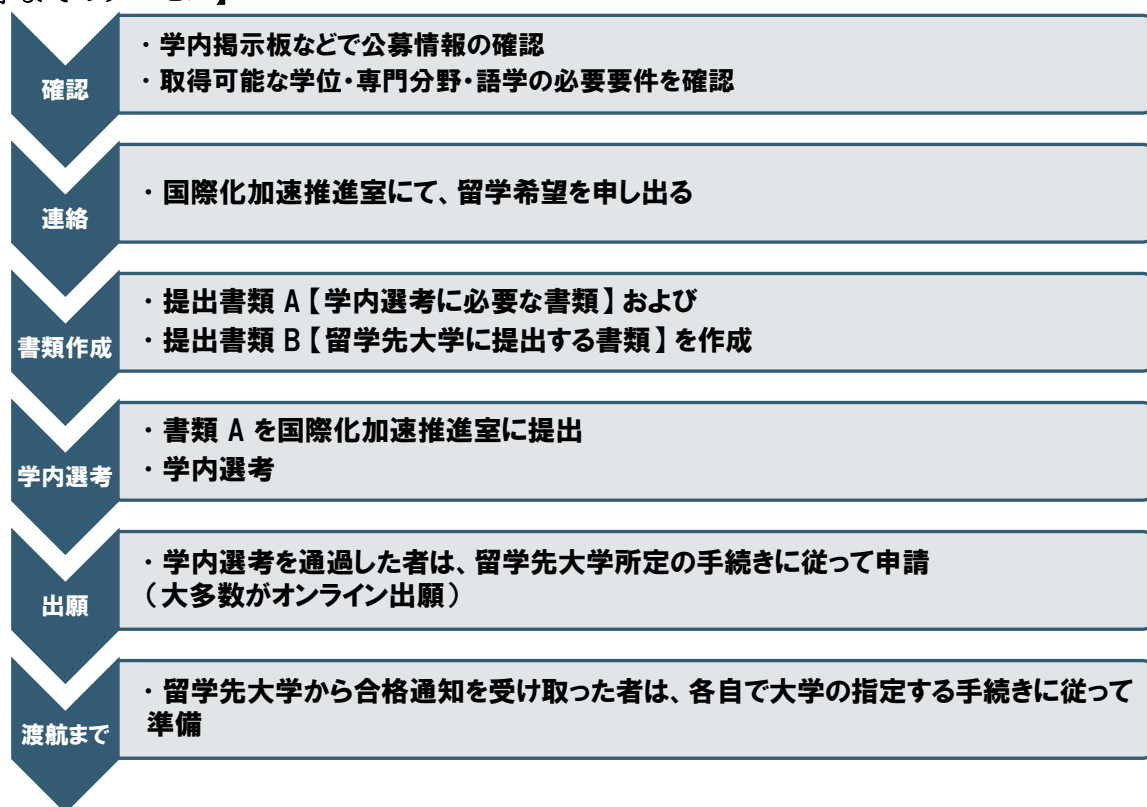 確認
・学内掲示板などで公募情報の確認
・取得可能な学位・専門分野・語学の必要要件を確認
連絡
・国際化加速推進室にて、留学希望を申し出る
書類作成
・提出書類 A【学内選考に必要な書類】および
・提出書類 B【留学先大学に提出する書類】を作成
学内選考
・書類 A を国際化加速推進室に提出
・学内選考
出願
・学内選考を通過した者は、留学先大学所定の手続きに従って申請
（大多数がオンライン出願）
渡航まで
・留学先大学から合格通知を受け取った者は、各自で大学の指定する手続きに従って
準備